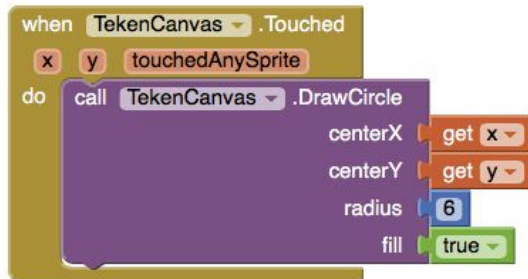 when TekenCanvas .Touched
x y touchedAnySprite
do call TekenCanvas .DrawCircle
centerX get x
centerY get y
radius 6
fill true